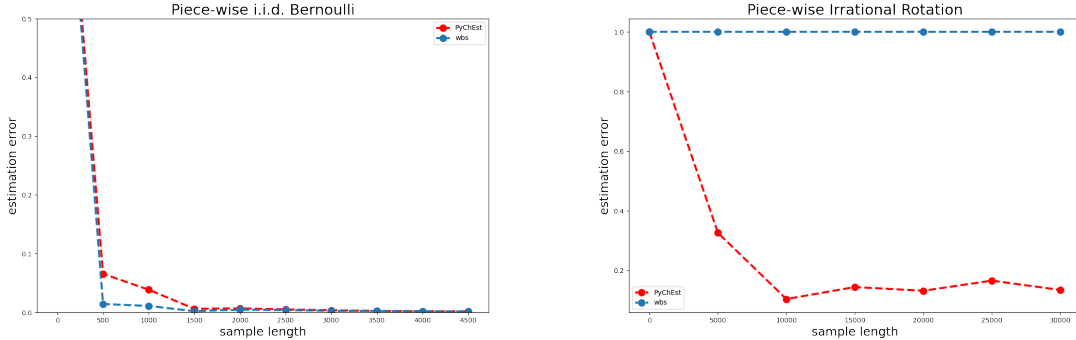 Piece-wise i.i.d. Bernoulli
0.5
0.4
0.3
0.2
0.1
0.0
estimation error
0
500
1000
1500
2000
2500
3000
3500
4000
4500
sample length
PyChEst
wbs
Piece-wise Irrational Rotation
1.0
0.8
0.6
0.4
0.2
estimation error
0
5000
10000
15000
20000
25000
30000
sample length
PyChEst
wbs